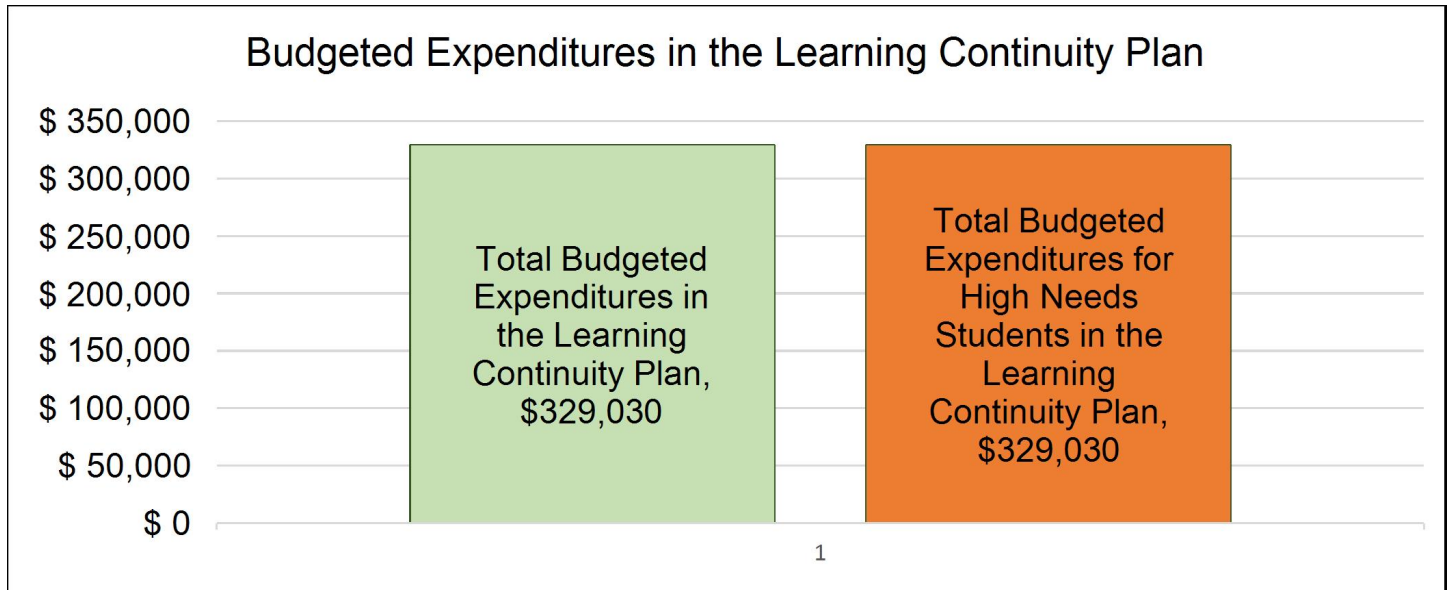 Budgeted Expenditures in the Learning Continuity Plan
$ 350,000
$ 300,000
$ 250,000
$ 200,000
$ 150,000
$ 100,000
$ 50,000
$ 0
Total Budgeted
Expenditures in
the Learning
Continuity Plan,
$329,030
Total Budgeted
Expenditures for
High Needs
Students in the
Learning
Continuity Plan,
$329,030
1